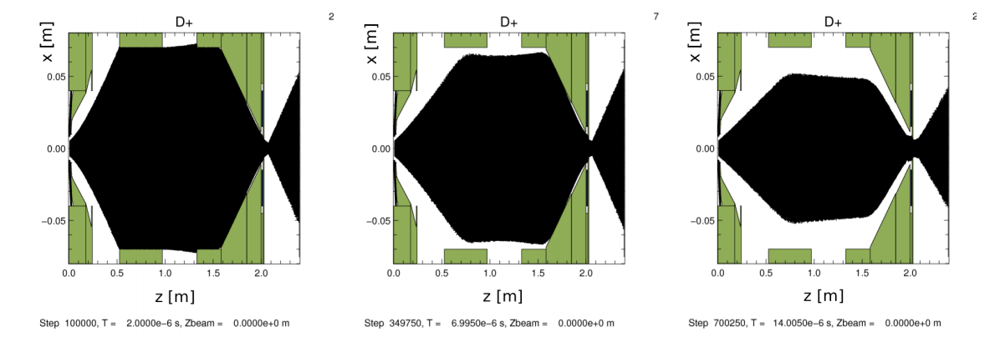 D+ 2
x [m]
0.05
0.00
−0.05
0.0 0.5 1.0 1.5 2.0
z [m]
Step 100000, T = 2.0000e−6 s, Zbeam = 0.0000e+0 m
D+ 7
x [m]
0.05
0.00
−0.05
0.0 0.5 1.0 1.5 2.0
z [m]
Step 349750, T = 6.9950e−6 s, Zbeam = 0.0000e+0 m
D+ 2
x [m]
0.05
0.00
−0.05
0.0 0.5 1.0 1.5 2.0
z [m]
Step 700250, T = 14.0050e−6 s, Zbeam = 0.0000e+0 m